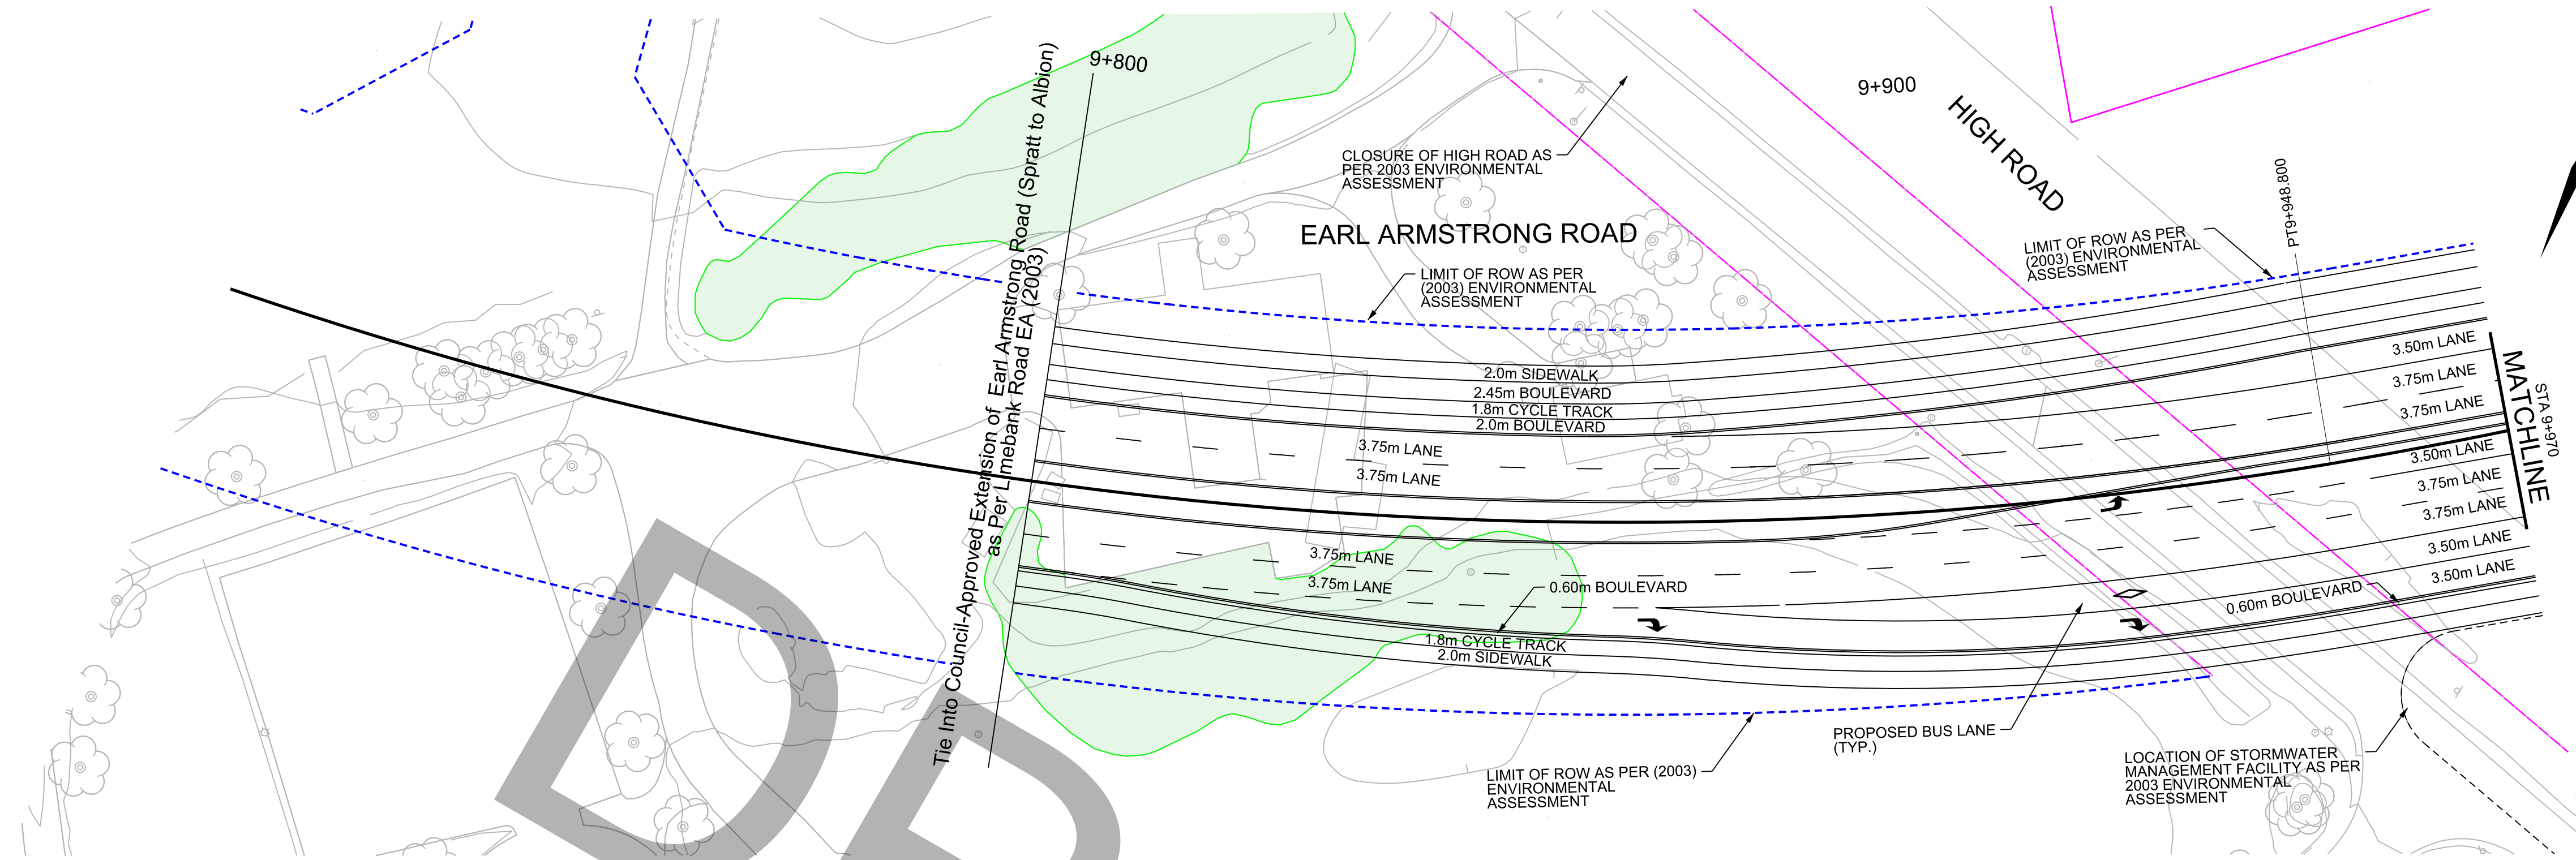 9+800
9+900
HIGH ROAD
Tie Into Council-Approved Extension of Earl Armstrong Road (Spratt to Albion)
as Per Limebank Road EA (2003)
CLOSURE OF HIGH ROAD AS
PER 2003 ENVIRONMENTAL
ASSESSMENT
EARL ARMSTRONG ROAD
LIMIT OF ROW AS PER
(2003) ENVIRONMENTAL
ASSESSMENT
LIMIT OF ROW AS PER
(2003) ENVIRONMENTAL
ASSESSMENT
PT9+948.800
2.0m SIDEWALK
2.45m BOULEVARD
1.8m CYCLE TRACK
2.0m BOULEVARD
3.75m LANE
3.75m LANE
3.75m LANE
3.75m LANE
0.60m BOULEVARD
1.8m CYCLE TRACK
2.0m SIDEWALK
3.50m LANE
3.75m LANE
3.75m LANE
3.50m LANE
3.75m LANE
3.75m LANE
3.50m LANE
3.50m LANE
0.60m BOULEVARD
MATCHLINE
STA 9+970
LIMIT OF ROW AS PER (2003)
ENVIRONMENTAL
ASSESSMENT
PROPOSED BUS LANE
(TYP.)
LOCATION OF STORMWATER
MANAGEMENT FACILITY AS PER
2003 ENVIRONMENTAL
ASSESSMENT